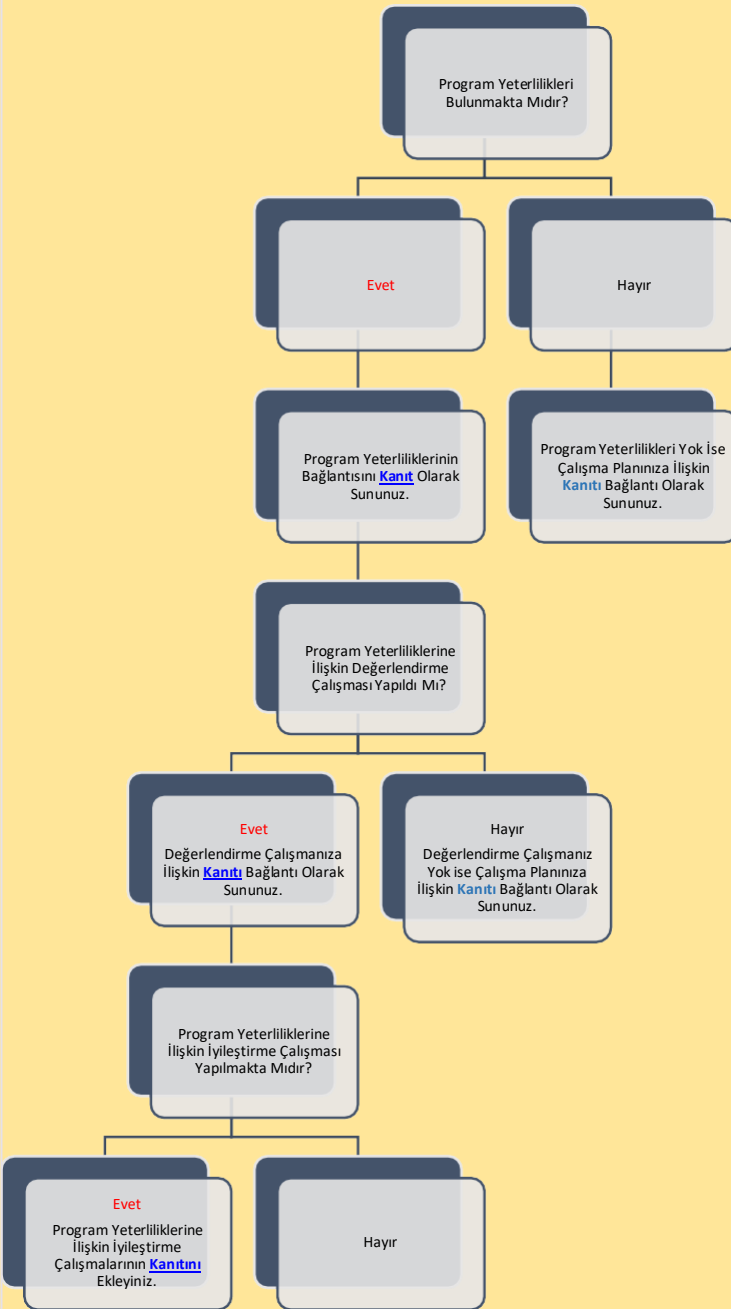 Program Yeterlilikleri
Bulunmakta Mıdır?
Evet
Hayır
Program Yeterliliklerinin
Bağlantısını Kanıt Olarak
Sununuz.
Program Yeterlilikleri Yok İse
Çalışma Planınıza İlişkin
Kanıtı Bağlantı Olarak
Sununuz.
Program Yeterliliklerine
İlişkin Değerlendirme
Çalışması Yapıldı Mı?
Evet
Değerlendirme Çalışmanıza
İlişkin Kanıtı Bağlantı Olarak
Sununuz.
Hayır
Değerlendirme Çalışmanız
Yok ise Çalışma Planınıza
İlişkin Kanıtı Bağlantı Olarak
Sununuz.
Program Yeterliliklerine
İlişkin İyileştirme Çalışması
Yapılmakta Mıdır?
Evet
Program Yeterliliklerine
İlişkin İyileştirme
Çalışmalarının Kanıtını
Ekleyiniz.
Hayır